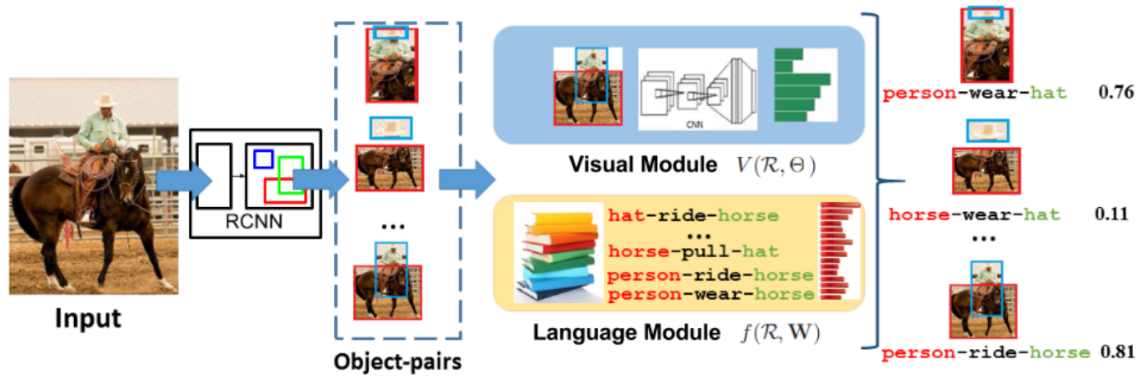 Input
RCNN
...
Object-pairs
CNN
Visual Module V(R, Θ)
hat-ride-horse
...
horse-pull-hat
person-ride-horse
person-wear-horse
Language Module f(R, W)
person-wear-hat 0.76
horse-wear-hat 0.11
...
person-ride-horse 0.81